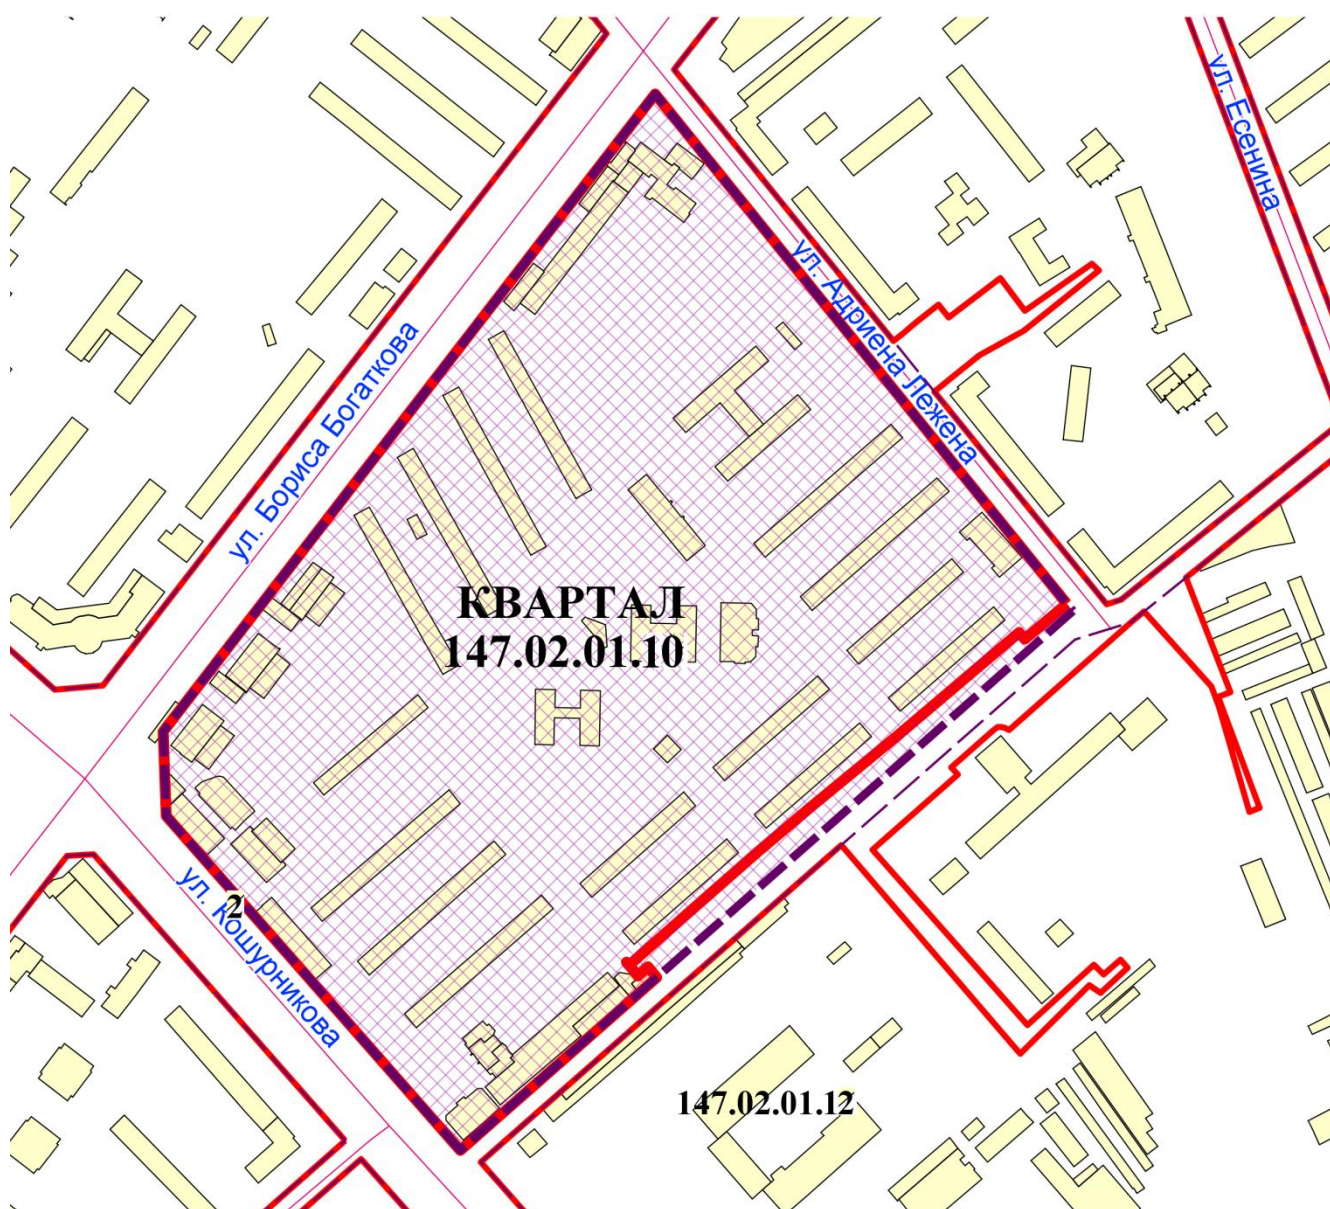 ул. Есенина
ул. Адриена Лежена
ул. Бориса Богаткова
КВАРТАЛ
147.02.01.10
2
ул. Кошурникова
147.02.01.12